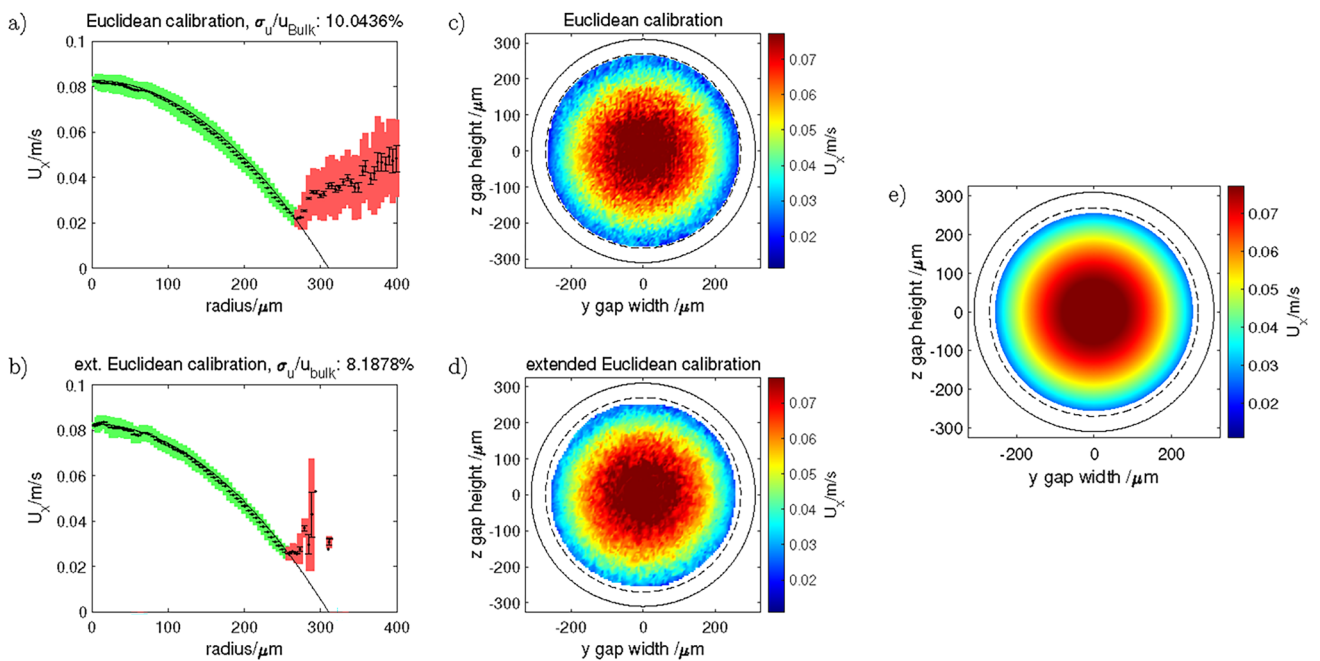 a)
Euclidean calibration, σu/uBulk: 10.0436%
0.1
0.08
0.06
0.04
0.02
0
Ux/m/s
0 100 200 300 400
radius/μm
b)
ext. Euclidean calibration, σu/ubulk: 8.1878%
0.1
0.08
0.06
0.04
0.02
0
Ux/m/s
0 100 200 300 400
radius/μm
c)
Euclidean calibration
300
200
100
0
-100
-200
-300
z gap height/μm
-200 0 200
y gap width /μm
0.07
0.06
0.05
0.04
0.03
0.02
Ux/m/s
d)
extended Euclidean calibration
300
200
100
0
-100
-200
-300
z gap height /μm
-200 0 200
y gap width /μm
0.07
0.06
0.05
0.04
0.03
0.02
Ux/m/s
e)
300
200
100
0
-100
-200
-300
z gap height /μm
-200 0 200
y gap width /μm
0.07
0.06
0.05
0.04
0.03
0.02
Ux/m/s